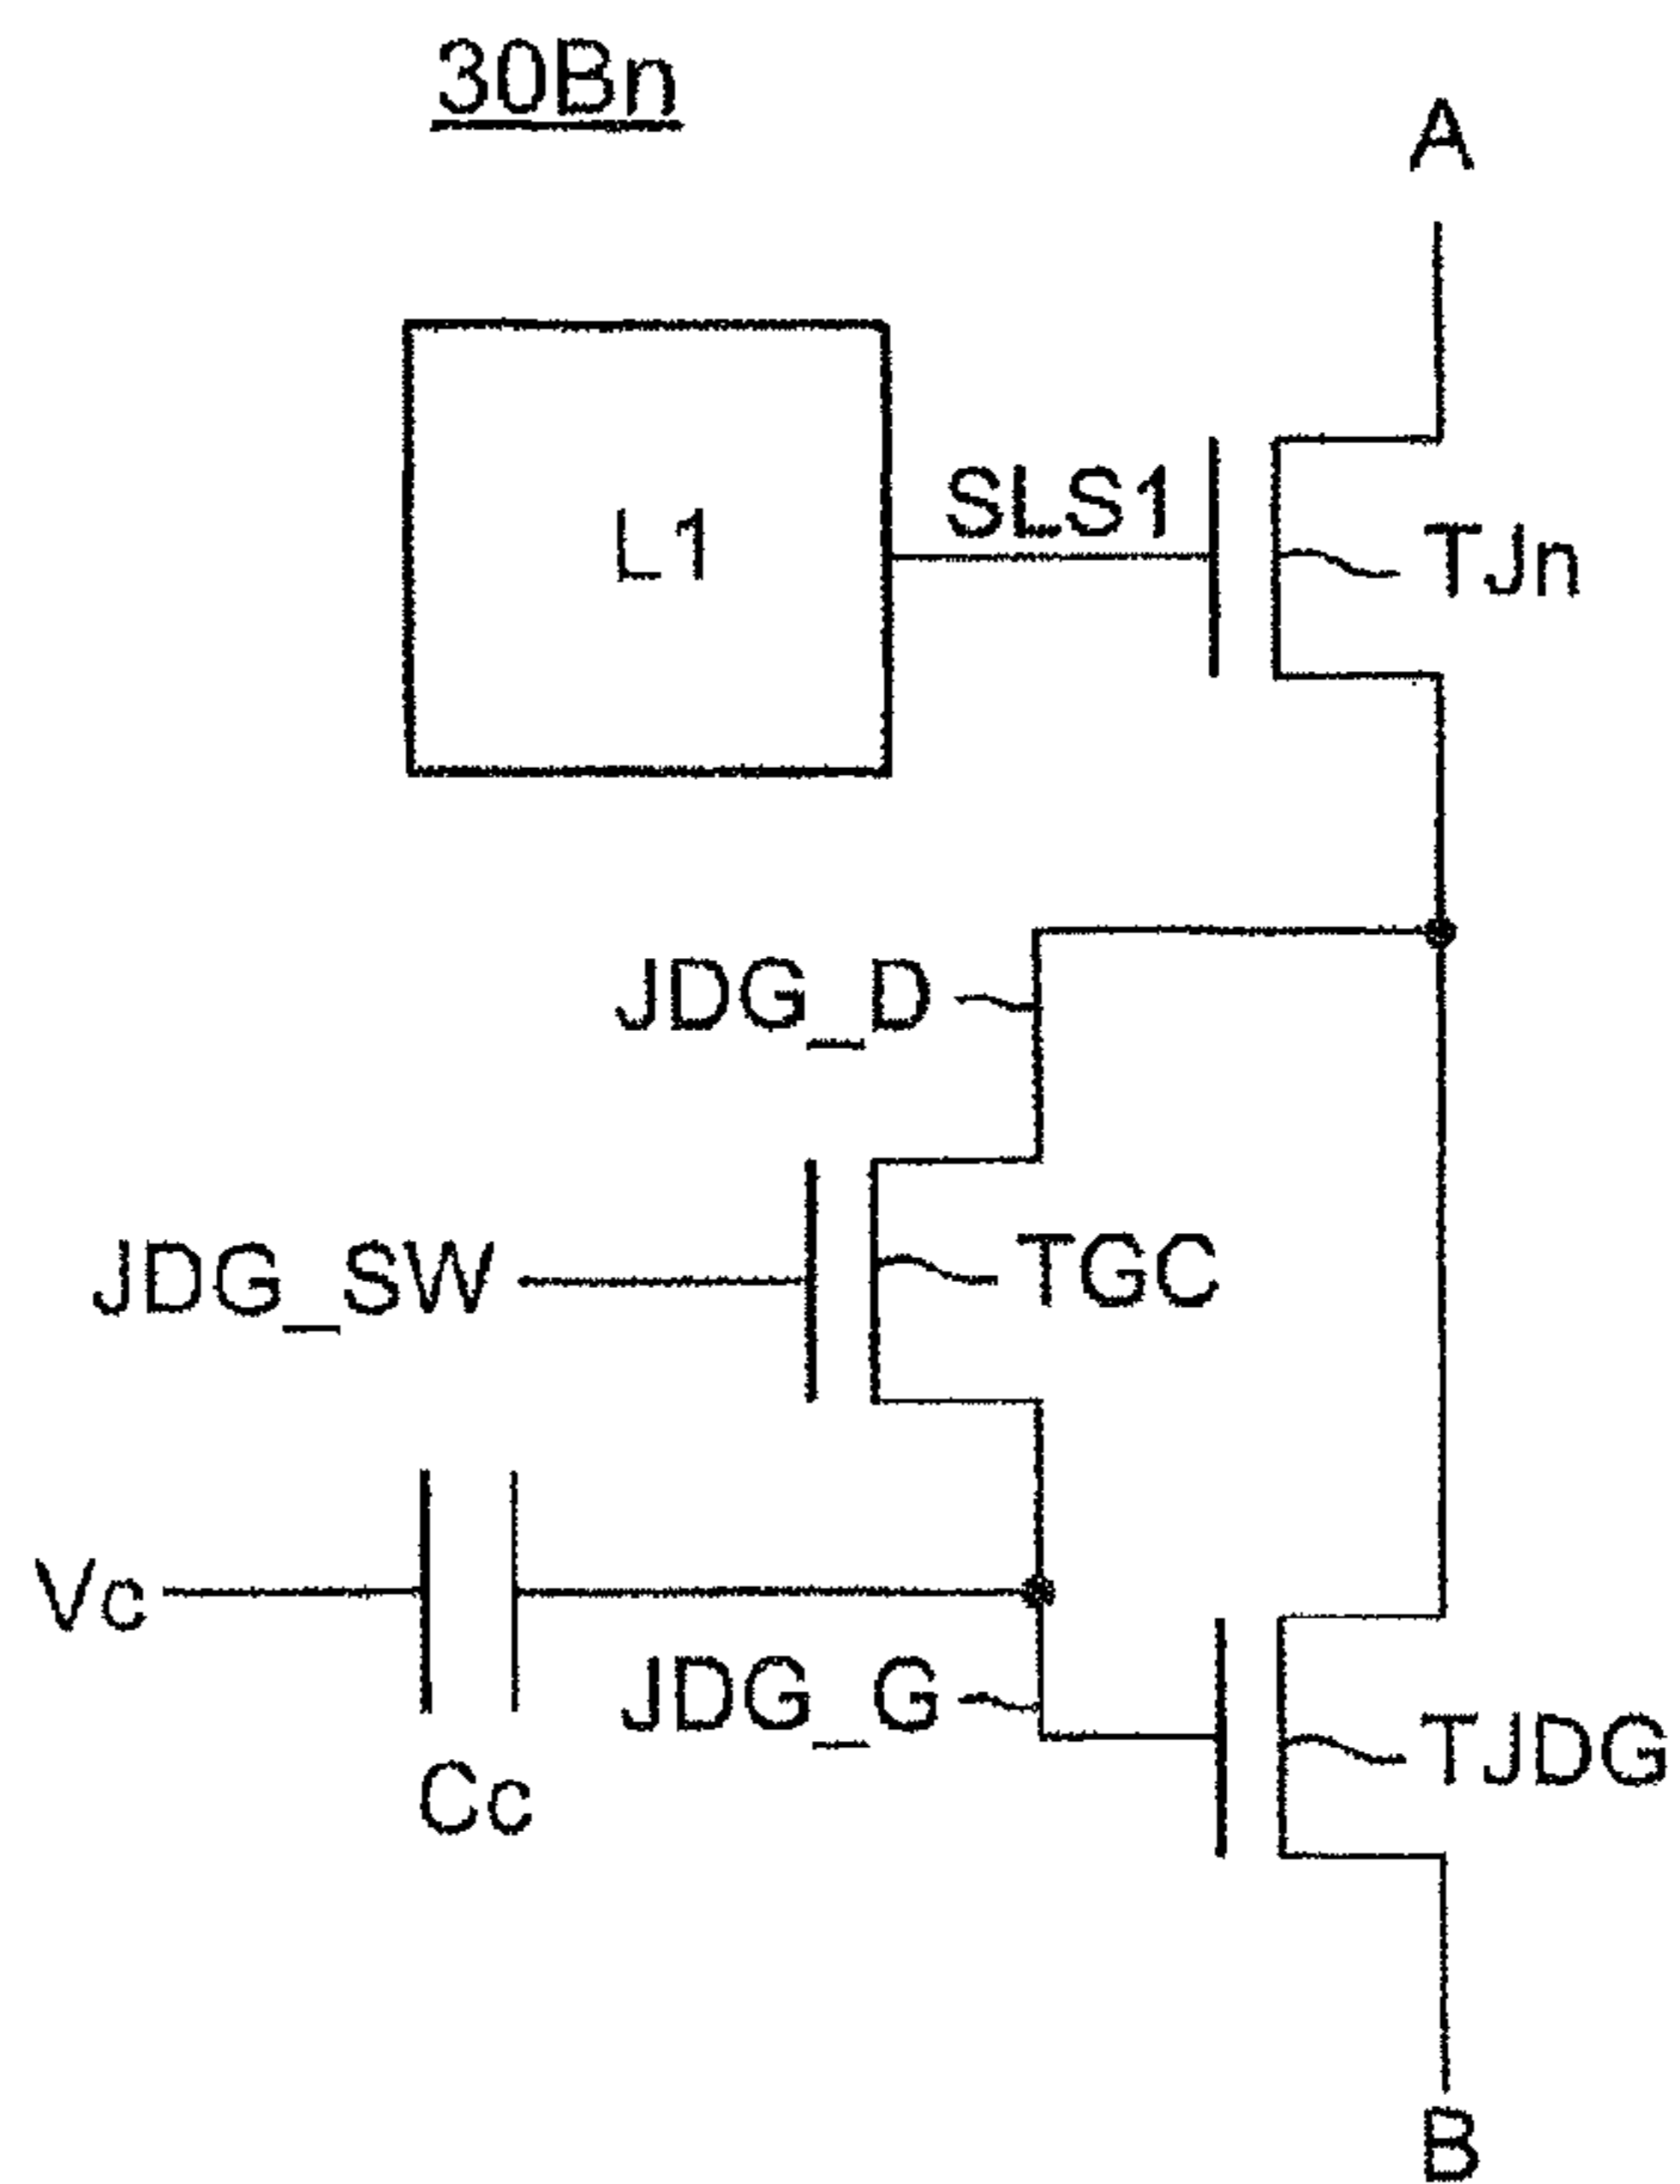 30Bn
A
SLS1
L1
TJn
JDG_D
TGC
JDG_SW
Vc
JDG_G
TJDG
Cc
B